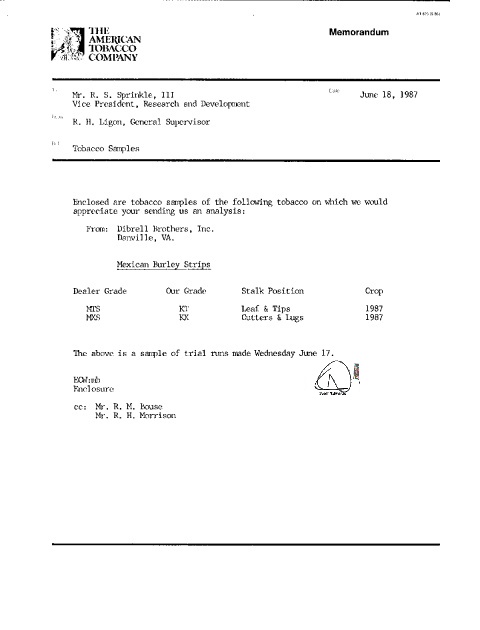 THE
AMERICAN
TOBACCO
COMPANY
Memorandum
To
Mr. R. S. Sprinkle, III
Vice President, Research and Development
Date
June 18, 1987
From
R. H. Ligon, General Supervisor
Tobacco Samples
Enclosed are tobacco samples of the following tobacco on which we would
appreciate your sending us an analysis:
From: Dibrell Brothers, Inc.
Danville, VA.
Mexican Burley Strips
Dealer Grade Our Grade Stalk Position Crop
MTS KT Leaf & Tips 1987
MXS KX Cutters & Lugs 1987
The above is a sample of trial runs made Wednesday June 17.
Enclosure
cc: Mr. R. M. Bouse
Mr. R. H. Morrison